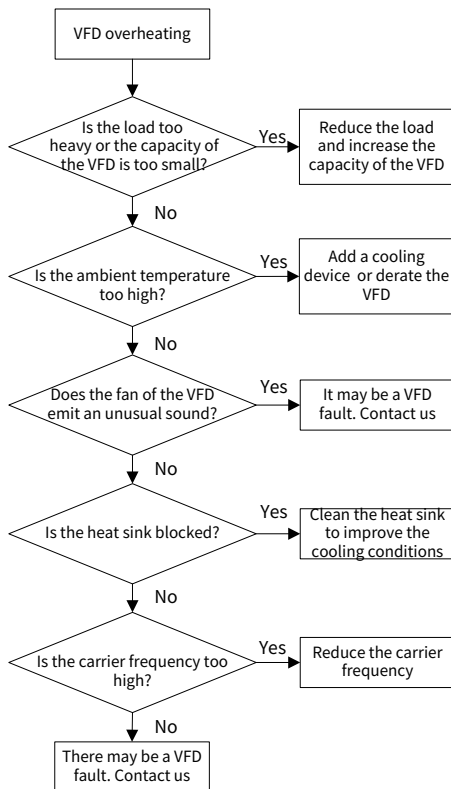 VFD overheating
Is the load too
heavy or the capacity of
the VFD is too small?
Yes
Reduce the load
and increase the
capacity of the VFD
No
Is the ambient temperature
too high?
Yes
Add a cooling
device or derate the
VFD
No
Does the fan of the VFD
emit an unusual sound?
Yes
It may be a VFD
fault. Contact us
No
Is the heat sink blocked?
Yes
Clean the heat sink
to improve the
cooling conditions
No
Is the carrier frequency too
high?
Yes
Reduce the carrier
frequency
No
There may be a VFD
fault. Contact us